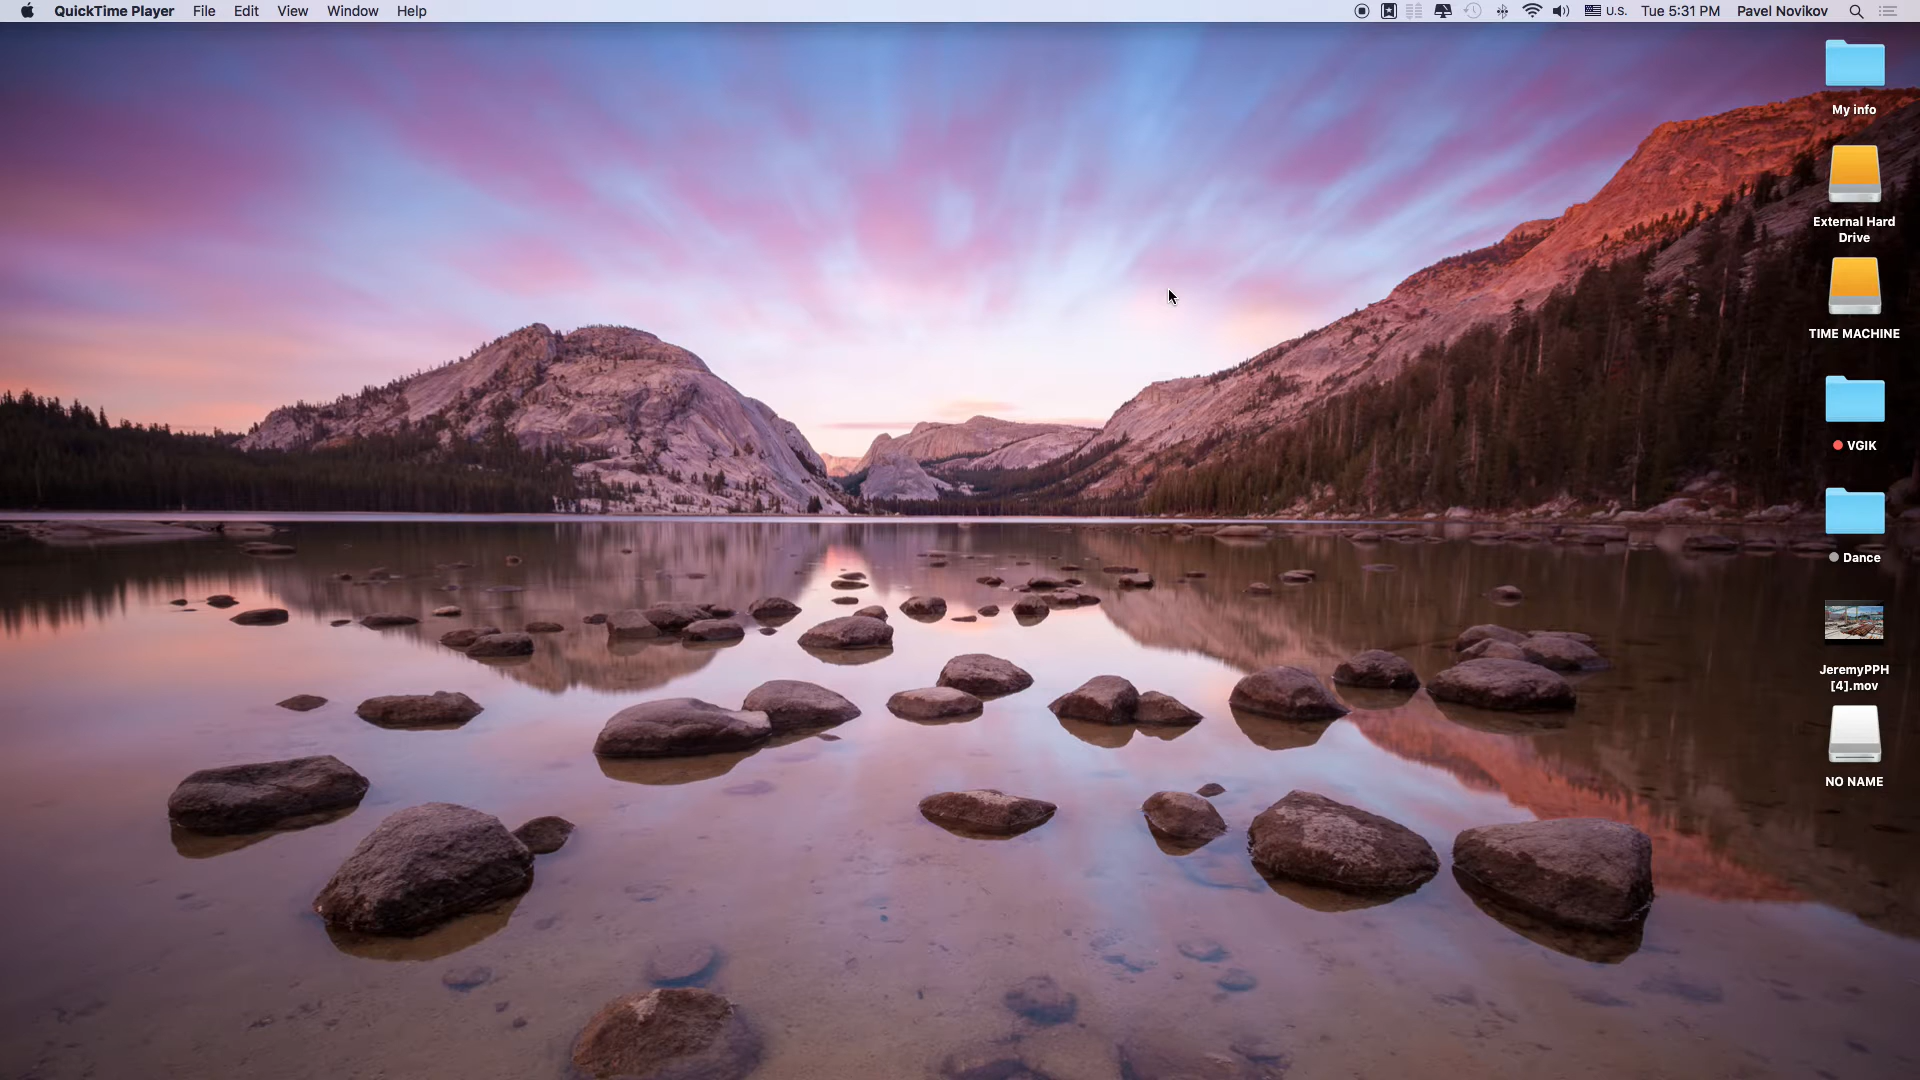 QuickTime Player File Edit View Window Help U.S. Tue 5:31 PM Pavel Novikov
My info
External Hard
Drive
TIME MACHINE
VGIK
Dance
JeremyPPH
[4].mov
NO NAME